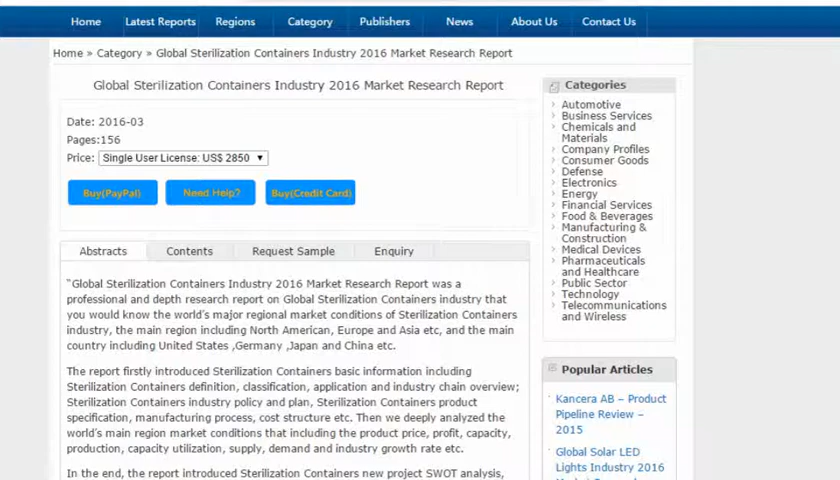 Home Latest Reports Regions Category Publishers News About Us Contact Us
Home » Category » Global Sterilization Containers Industry 2016 Market Research Report
Global Sterilization Containers Industry 2016 Market Research Report
Date: 2016-03
Pages:156
Price: Single User License: US$ 2850
Buy(PayPal) Need Help? Buy(Credit Card)
Abstracts Contents Request Sample Enquiry
"Global Sterilization Containers Industry 2016 Market Research Report was a
professional and depth research report on Global Sterilization Containers industry that
you would know the world's major regional market conditions of Sterilization Containers
industry, the main region including North American, Europe and Asia etc, and the main
country including United States ,Germany ,Japan and China etc.
The report firstly introduced Sterilization Containers basic information including
Sterilization Containers definition, classification, application and industry chain overview;
Sterilization Containers industry policy and plan, Sterilization Containers product
specification, manufacturing process, cost structure etc. Then we deeply analyzed the
world's main region market conditions that including the product price, profit, capacity,
production, capacity utilization, supply, demand and industry growth rate etc.
In the end, the report introduced Sterilization Containers new project SWOT analysis,
Categories
Automotive
Business Services
Chemicals and
Materials
Company Profiles
Consumer Goods
Defense
Electronics
Energy
Financial Services
Food & Beverages
Manufacturing &
Construction
Medical Devices
Pharmaceuticals
and Healthcare
Public Sector
Technology
Telecommunications
and Wireless
Popular Articles
Kancera AB – Product
Pipeline Review –
2015
Global Solar LED
Lights Industry 2016